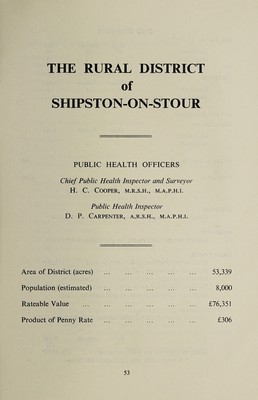 THE RURAL DISTRICT
of
SHIPSTON-ON-STOUR
PUBLIC HEALTH OFFICERS
Chief Public Health Inspector and Surveyor
H. C. COOPER, M.R.S.H., M.A.P.H.I.
Public Health Inspector
D. P. CARPENTER, A.R.S.H., M.A.P.H.I.
Area of District (acres) ... ... ... ... ... 53,339
Population (estimated) ... ... ... ... ... 8,000
Rateable Value ... ... ... ... ... ... £76,351
Product of Penny Rate ... ... ... ... ... £306
53